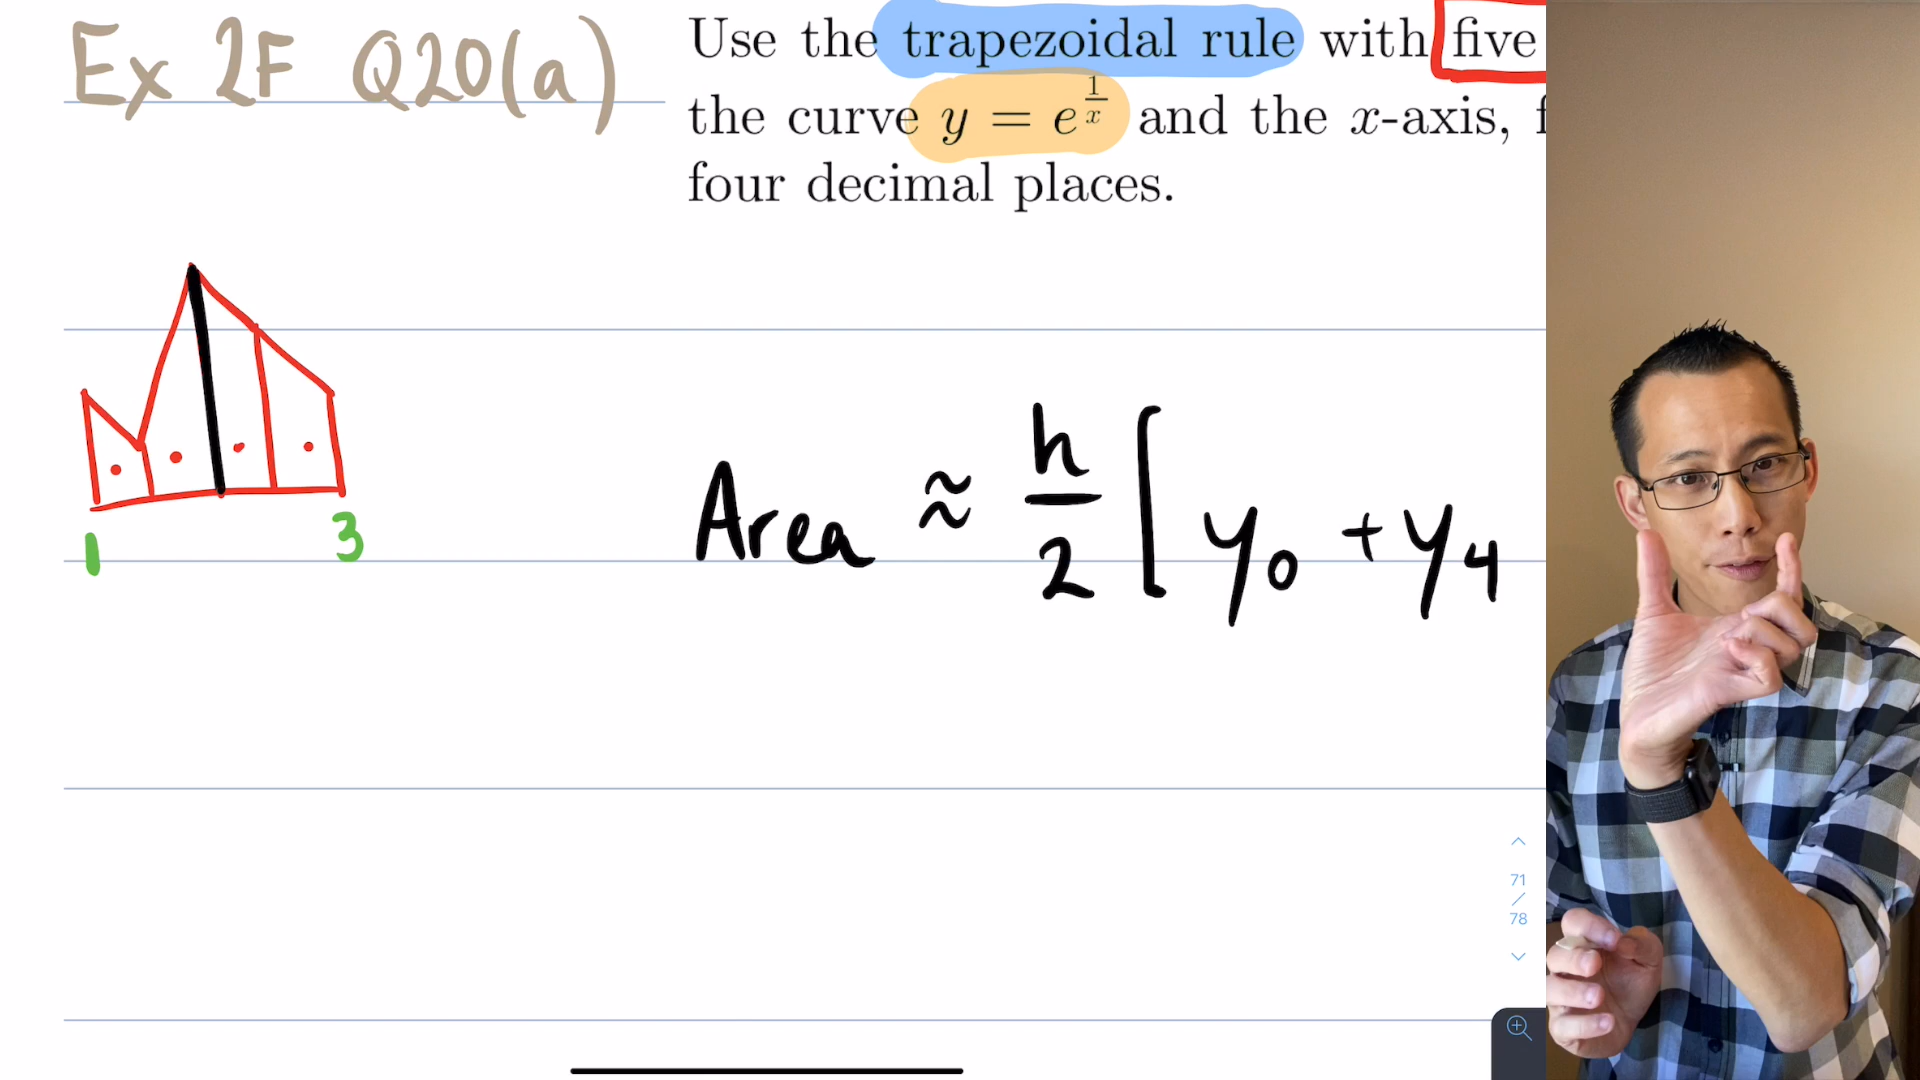 Ex 2F Q20(a)
Use the trapezoidal rule with five
the curve y = e^{1/x} and the x-axis, f
four decimal places.
1
3
Area ≈ h/2 [ y₀ + y₄
71
/
78